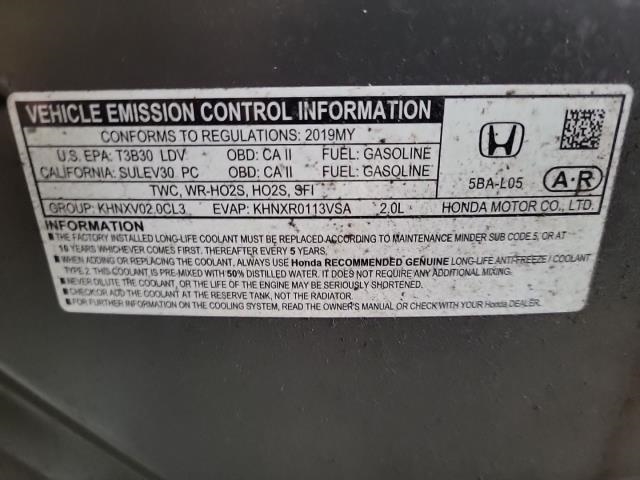 VEHICLE EMISSION CONTROL INFORMATION
CONFORMS TO REGULATIONS: 2019MY
U.S. EPA: T3B30 LDV OBD: CA II FUEL: GASOLINE
CALIFORNIA: SULEV30 PC OBD: CA II FUEL: GASOLINE
TWC, WR-HO2S, HO2S, 9FI
5BA-L05 A-R
GROUP: KHNXV02.0CL3 EVAP: KHNXR0113VSA 2.0L HONDA MOTOR CO., LTD.
INFORMATION
■ THE FACTORY INSTALLED LONG-LIFE COOLANT MUST BE REPLACED ACCORDING TO MAINTENANCE MINDER SUB CODE 5, OR AT
10 YEARS WHICHEVER COMES FIRST. THEREAFTER EVERY 5 YEARS.
■ WHEN ADDING OR REPLACING THE COOLANT, ALWAYS USE Honda RECOMMENDED GENUINE LONG-LIFE ANTI-FREEZE / COOLANT
TYPE 2. THIS COOLANT IS PRE-MIXED WITH 50% DISTILLED WATER. IT DOES NOT REQUIRE ANY ADDITIONAL MIXING.
■ NEVER DILUTE THE COOLANT, OR THE LIFE OF THE ENGINE MAY BE SERIOUSLY SHORTENED.
■ CHECK OR ADD THE COOLANT AT THE RESERVE TANK, NOT THE RADIATOR.
■ FOR FURTHER INFORMATION ON THE COOLING SYSTEM, READ THE OWNER'S MANUAL OR CHECK WITH YOUR Honda DEALER.